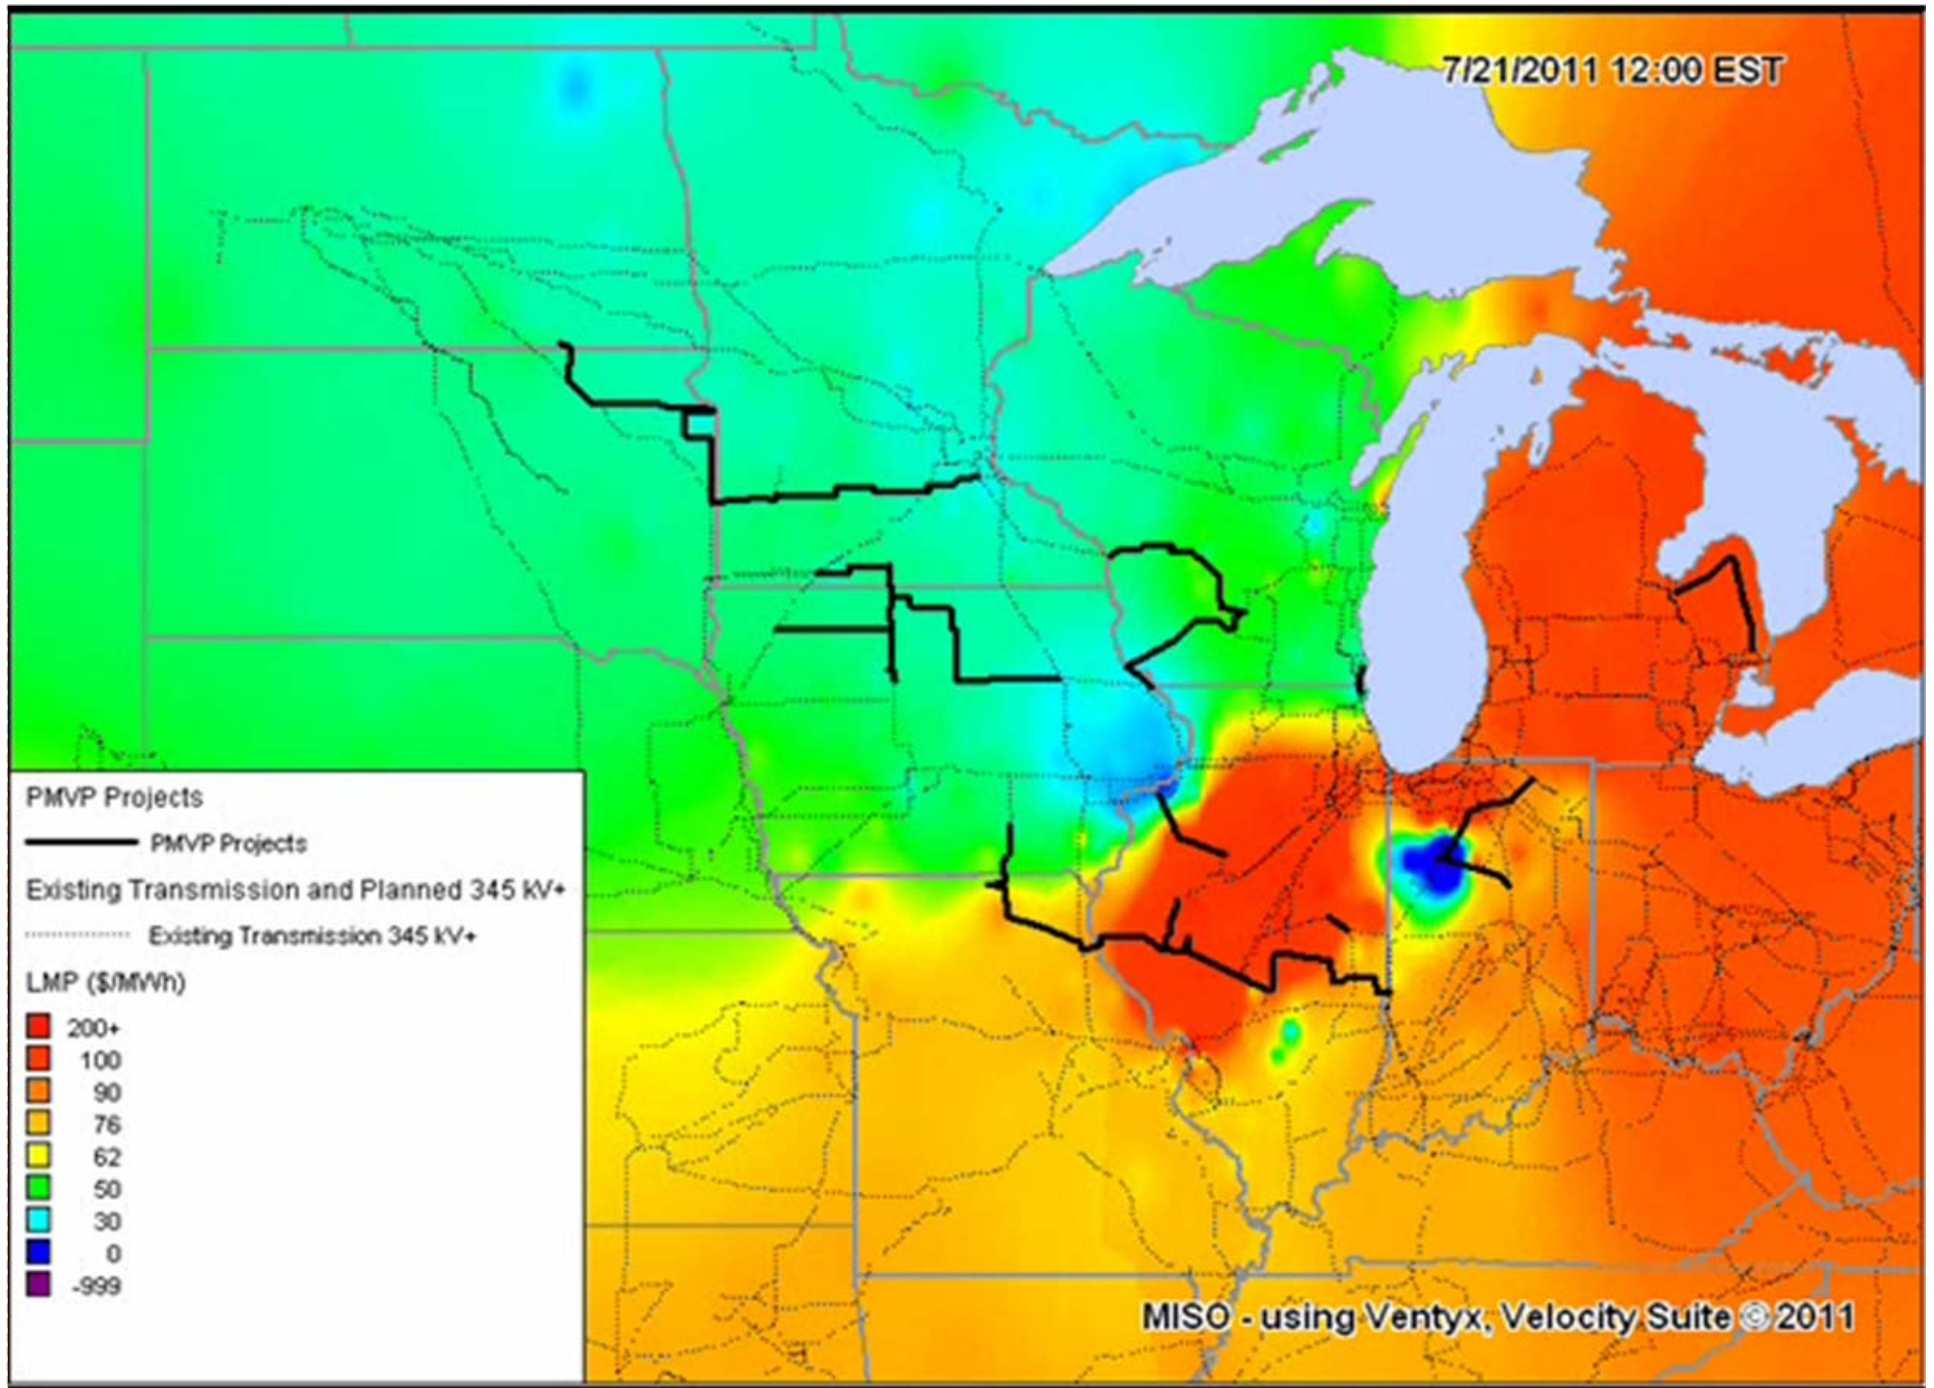 7/21/2011 12:00 EST
PMVP Projects
PMVP Projects
Existing Transmission and Planned 345 kV+
Existing Transmission 345 kV+
LMP ($/MWh)
200+
100
90
76
62
50
30
0
-999
MISO - using Ventyx, Velocity Suite © 2011